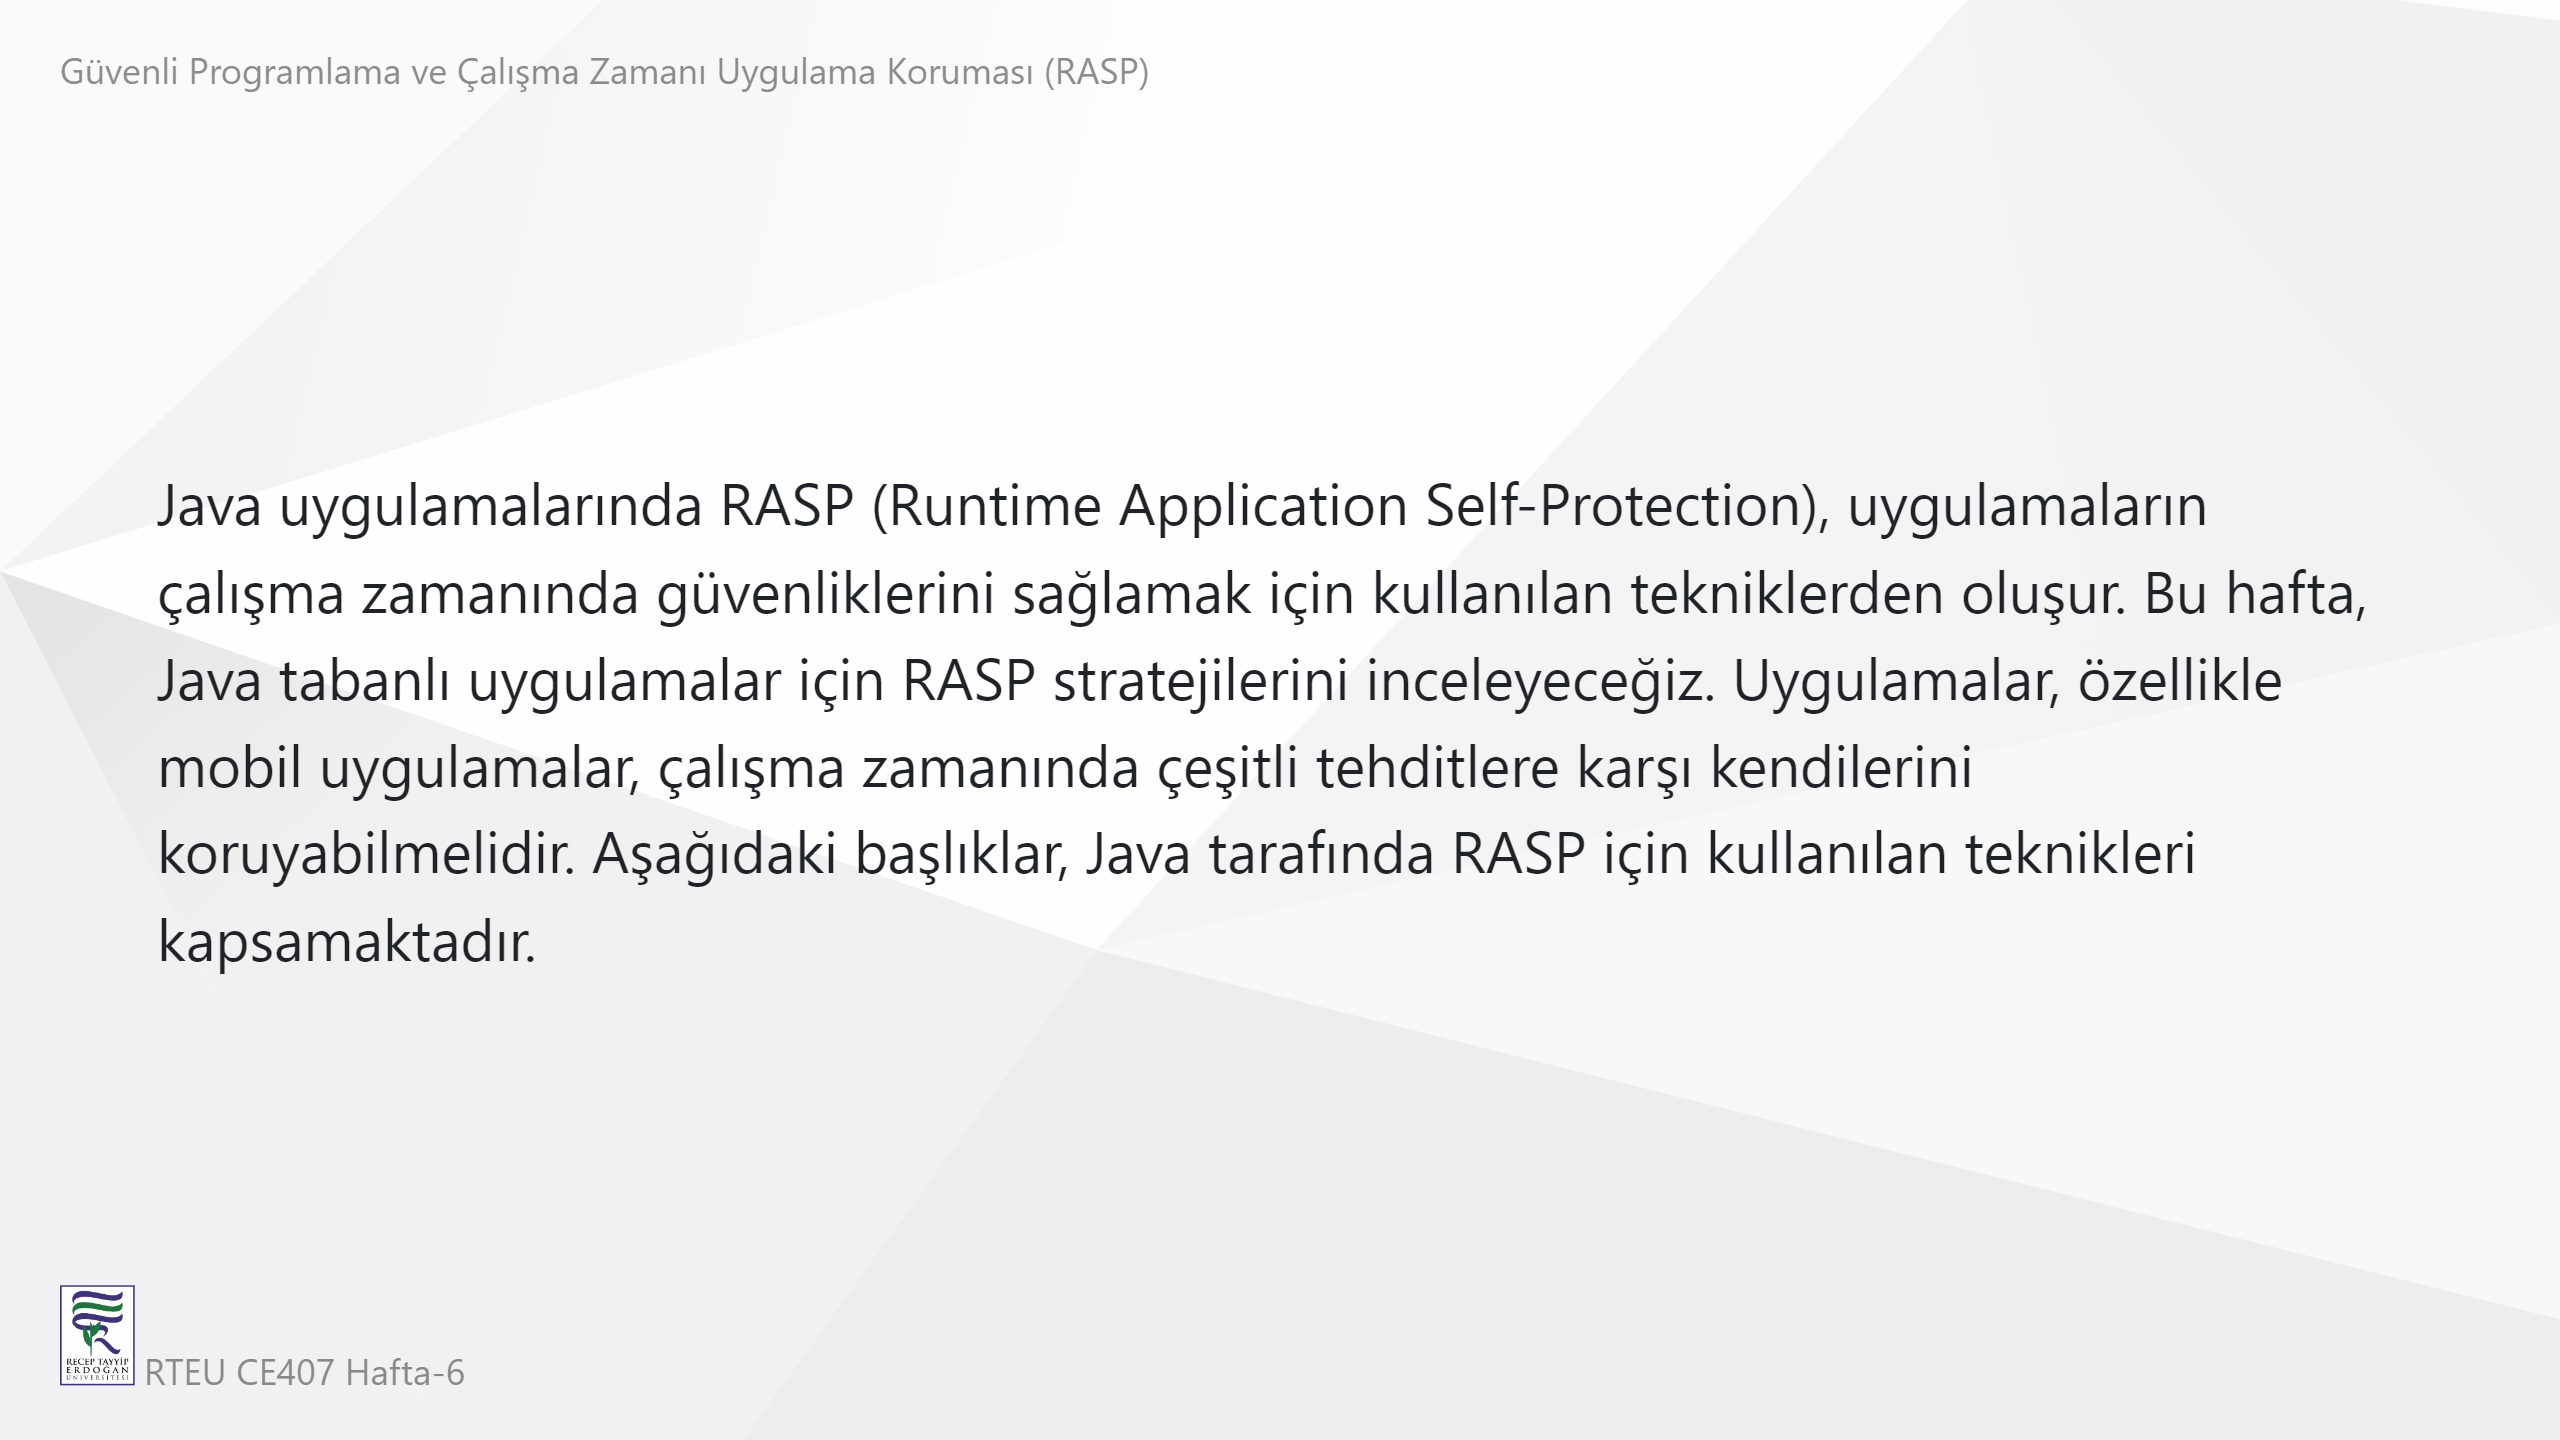 Güvenli Programlama ve Çalışma Zamanı Uygulama Koruması (RASP)
Java uygulamalarında RASP (Runtime Application Self-Protection), uygulamaların
çalışma zamanında güvenliklerini sağlamak için kullanılan tekniklerden oluşur. Bu hafta,
Java tabanlı uygulamalar için RASP stratejilerini inceleyeceğiz. Uygulamalar, özellikle
mobil uygulamalar, çalışma zamanında çeşitli tehditlere karşı kendilerini
koruyabilmelidir. Aşağıdaki başlıklar, Java tarafında RASP için kullanılan teknikleri
kapsamaktadır.
RECEP TAYYİP
ERDOĞAN
ÜNİVERSİTESİ
RTEU CE407 Hafta-6